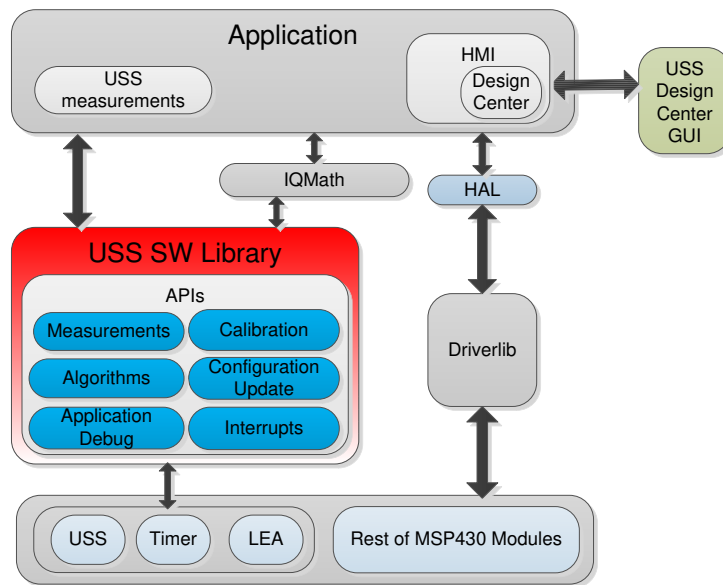 Application
USS
measurements
HMI
Design
Center
USS
Design
Center
GUI
IQMath
HAL
USS SW Library
APIs
Measurements
Calibration
Algorithms
Configuration
Update
Application
Debug
Interrupts
Driverlib
USS
Timer
LEA
Rest of MSP430 Modules